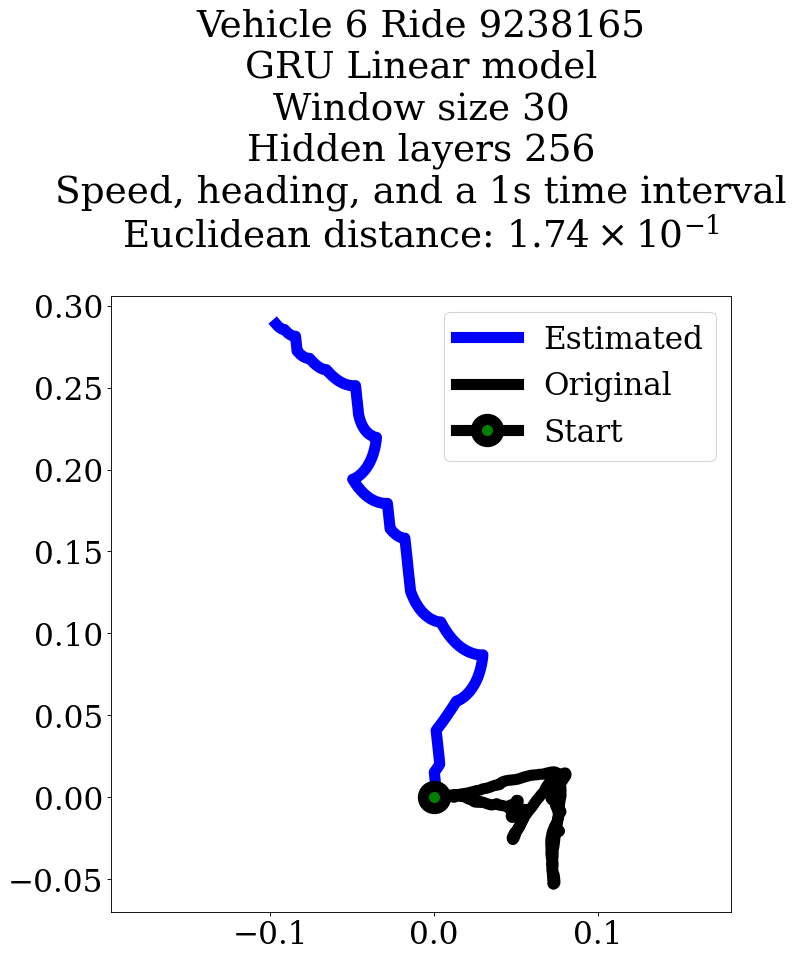 Vehicle 6 Ride 9238165
GRU Linear model
Window size 30
Hidden layers 256
Speed, heading, and a 1s time interval
Euclidean distance: 1.74 × 10⁻¹
Estimated
Original
Start
0.30
0.25
0.20
0.15
0.10
0.05
0.00
−0.05
−0.1
0.0
0.1